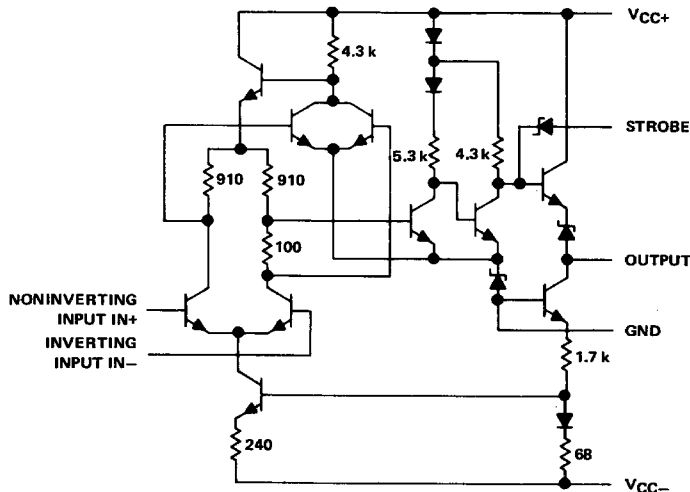 VCC+
4.3 k
STROBE
5.3 k
4.3 k
910
910
100
OUTPUT
NONINVERTING
INPUT IN+
GND
INVERTING
INPUT IN−
1.7 k
240
68
VCC−